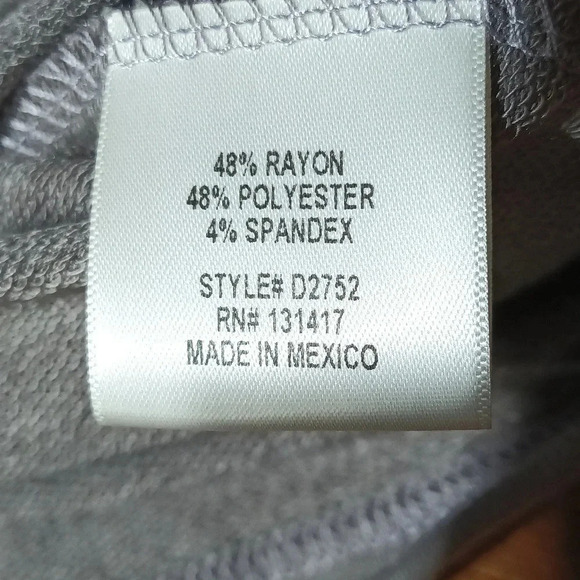 48% RAYON
48% POLYESTER
4% SPANDEX
STYLE# D2752
RN# 131417
MADE IN MEXICO